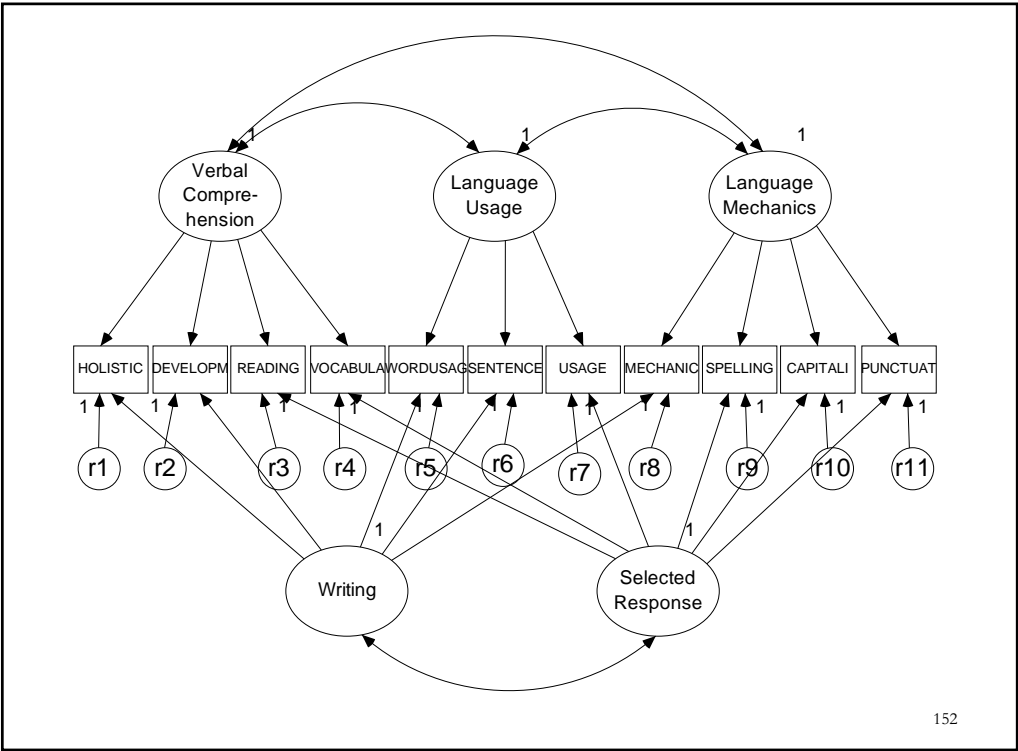 1
1
1
Verbal
Compre-
hension
Language
Usage
Language
Mechanics
HOLISTIC
DEVELOPM
READING
VOCABULA
WORDUSAG
SENTENCE
USAGE
MECHANIC
SPELLING
CAPITALI
PUNCTUAT
1
1
1
1
1
1
1
1
1
1
1
r1
r2
r3
r4
r5
r6
r7
r8
r9
r10
r11
1
1
Writing
Selected
Response
152